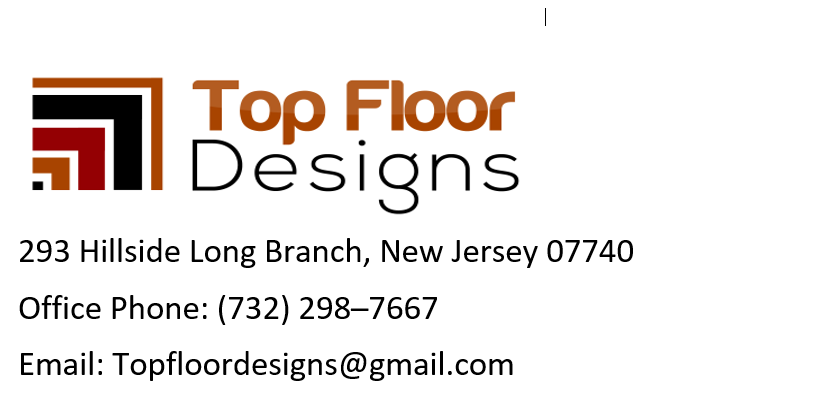 Top Floor
Designs
293 Hillside Long Branch, New Jersey 07740
Office Phone: (732) 298–7667
Email: Topfloordesigns@gmail.com